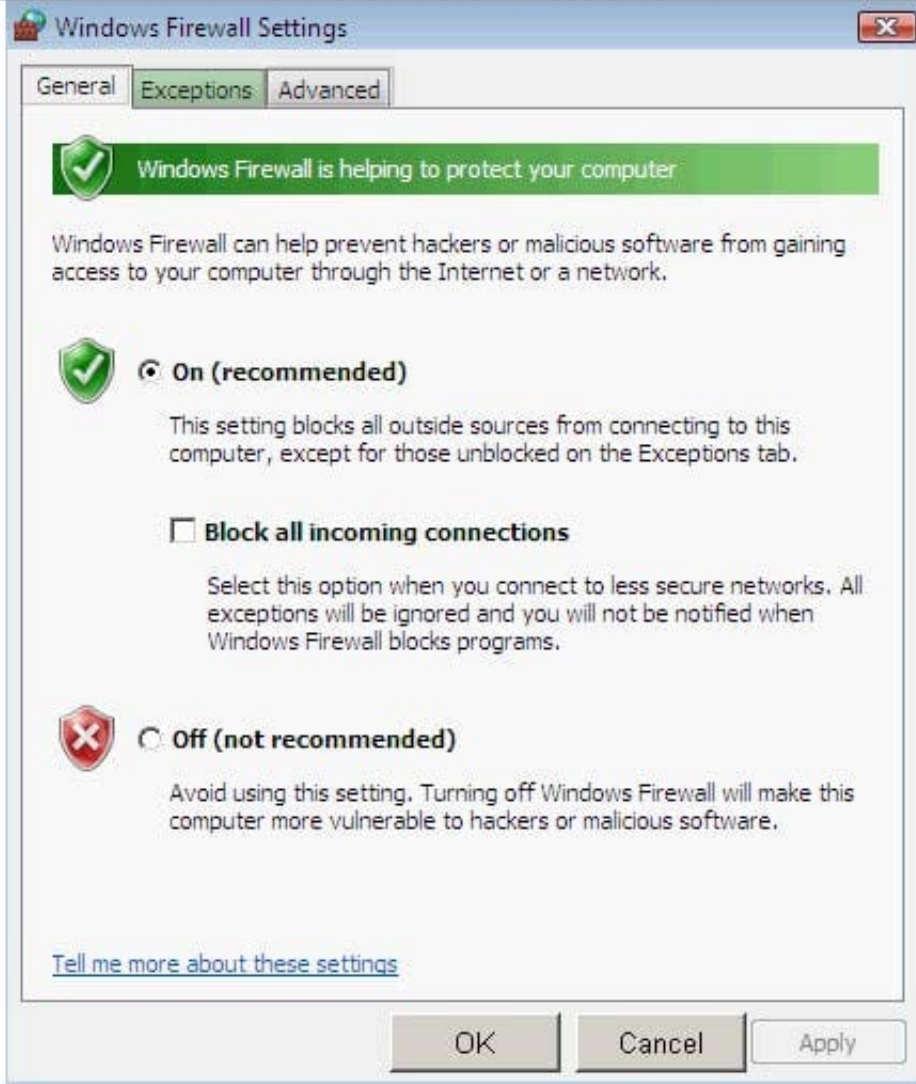 Windows Firewall Settings
General
Exceptions
Advanced
Windows Firewall is helping to protect your computer
Windows Firewall can help prevent hackers or malicious software from gaining
access to your computer through the Internet or a network.
On (recommended)
This setting blocks all outside sources from connecting to this
computer, except for those unblocked on the Exceptions tab.
Block all incoming connections
Select this option when you connect to less secure networks. All
exceptions will be ignored and you will not be notified when
Windows Firewall blocks programs.
Off (not recommended)
Avoid using this setting. Turning off Windows Firewall will make this
computer more vulnerable to hackers or malicious software.
Tell me more about these settings
OK
Cancel
Apply